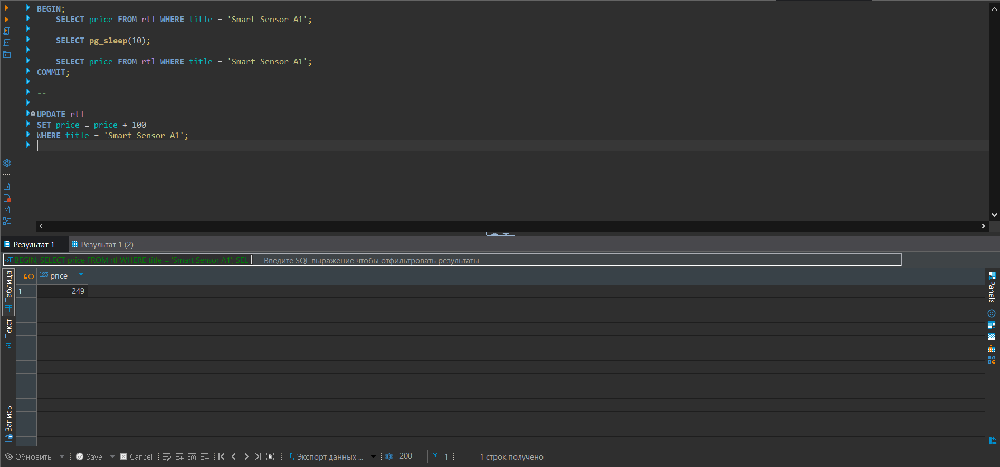 BEGIN;
SELECT price FROM rtl WHERE title = 'Smart Sensor A1';
SELECT pg_sleep(10);
SELECT price FROM rtl WHERE title = 'Smart Sensor A1';
COMMIT;
--
UPDATE rtl
SET price = price + 100
WHERE title = 'Smart Sensor A1';
Результат 1
Результат 1 (2)
BEGIN; SELECT price FROM rtl WHERE title = 'Smart Sensor A1'; SEL
Введите SQL выражение чтобы отфильтровать результаты
Таблица
Текст
Запись
123 price
1
249
Panels
Обновить
Save
Cancel
Экспорт данных ...
200
1
1 строк получено